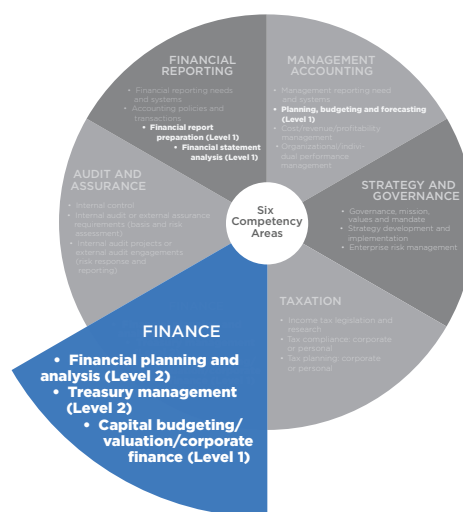 FINANCIAL
REPORTING
• Financial reporting needs
and systems
• Accounting policies and
transactions
• Financial report
preparation (Level 1)
• Financial statement
analysis (Level 1)
MANAGEMENT
ACCOUNTING
• Management reporting need
and systems
• Planning, budgeting and forecasting
(Level 1)
• Cost/revenue/profitability
management
• Organizational/indivi-
dual performance
management
AUDIT AND
ASSURANCE
• Internal control
• Internal audit or external assurance
requirements (basis and risk
assessment)
• Internal audit projects or
external audit engagements
(risk response and
reporting)
Six
Competency
Areas
STRATEGY AND
GOVERNANCE
• Governance, mission,
values and mandate
• Strategy development and
implementation
• Enterprise risk management
TAXATION
• Income tax legislation and
research
• Tax compliance: corporate
or personal
• Tax planning: corporate
or personal
FINANCE
• Financial planning and
analysis (Level 2)
• Treasury management
(Level 2)
• Capital budgeting/
valuation/corporate
finance (Level 1)